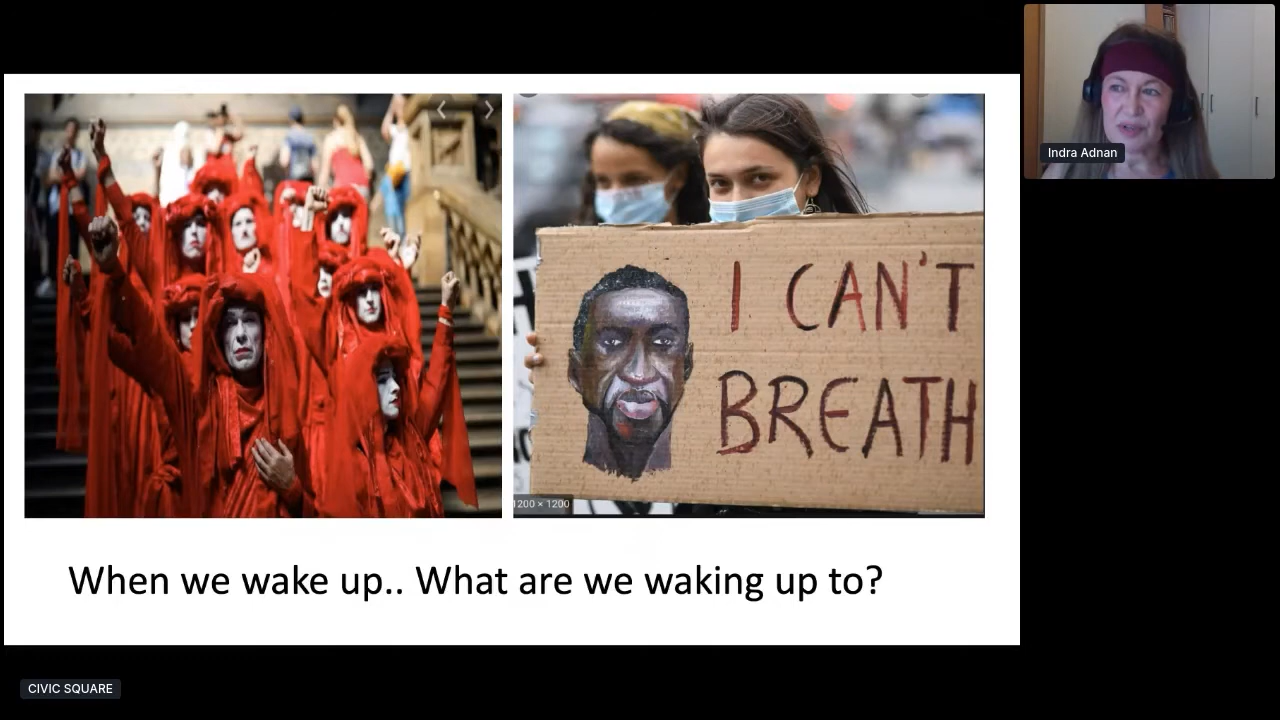 Indra Adnan
I CAN'T
BREATH
1200 × 1200
When we wake up.. What are we waking up to?
CIVIC SQUARE